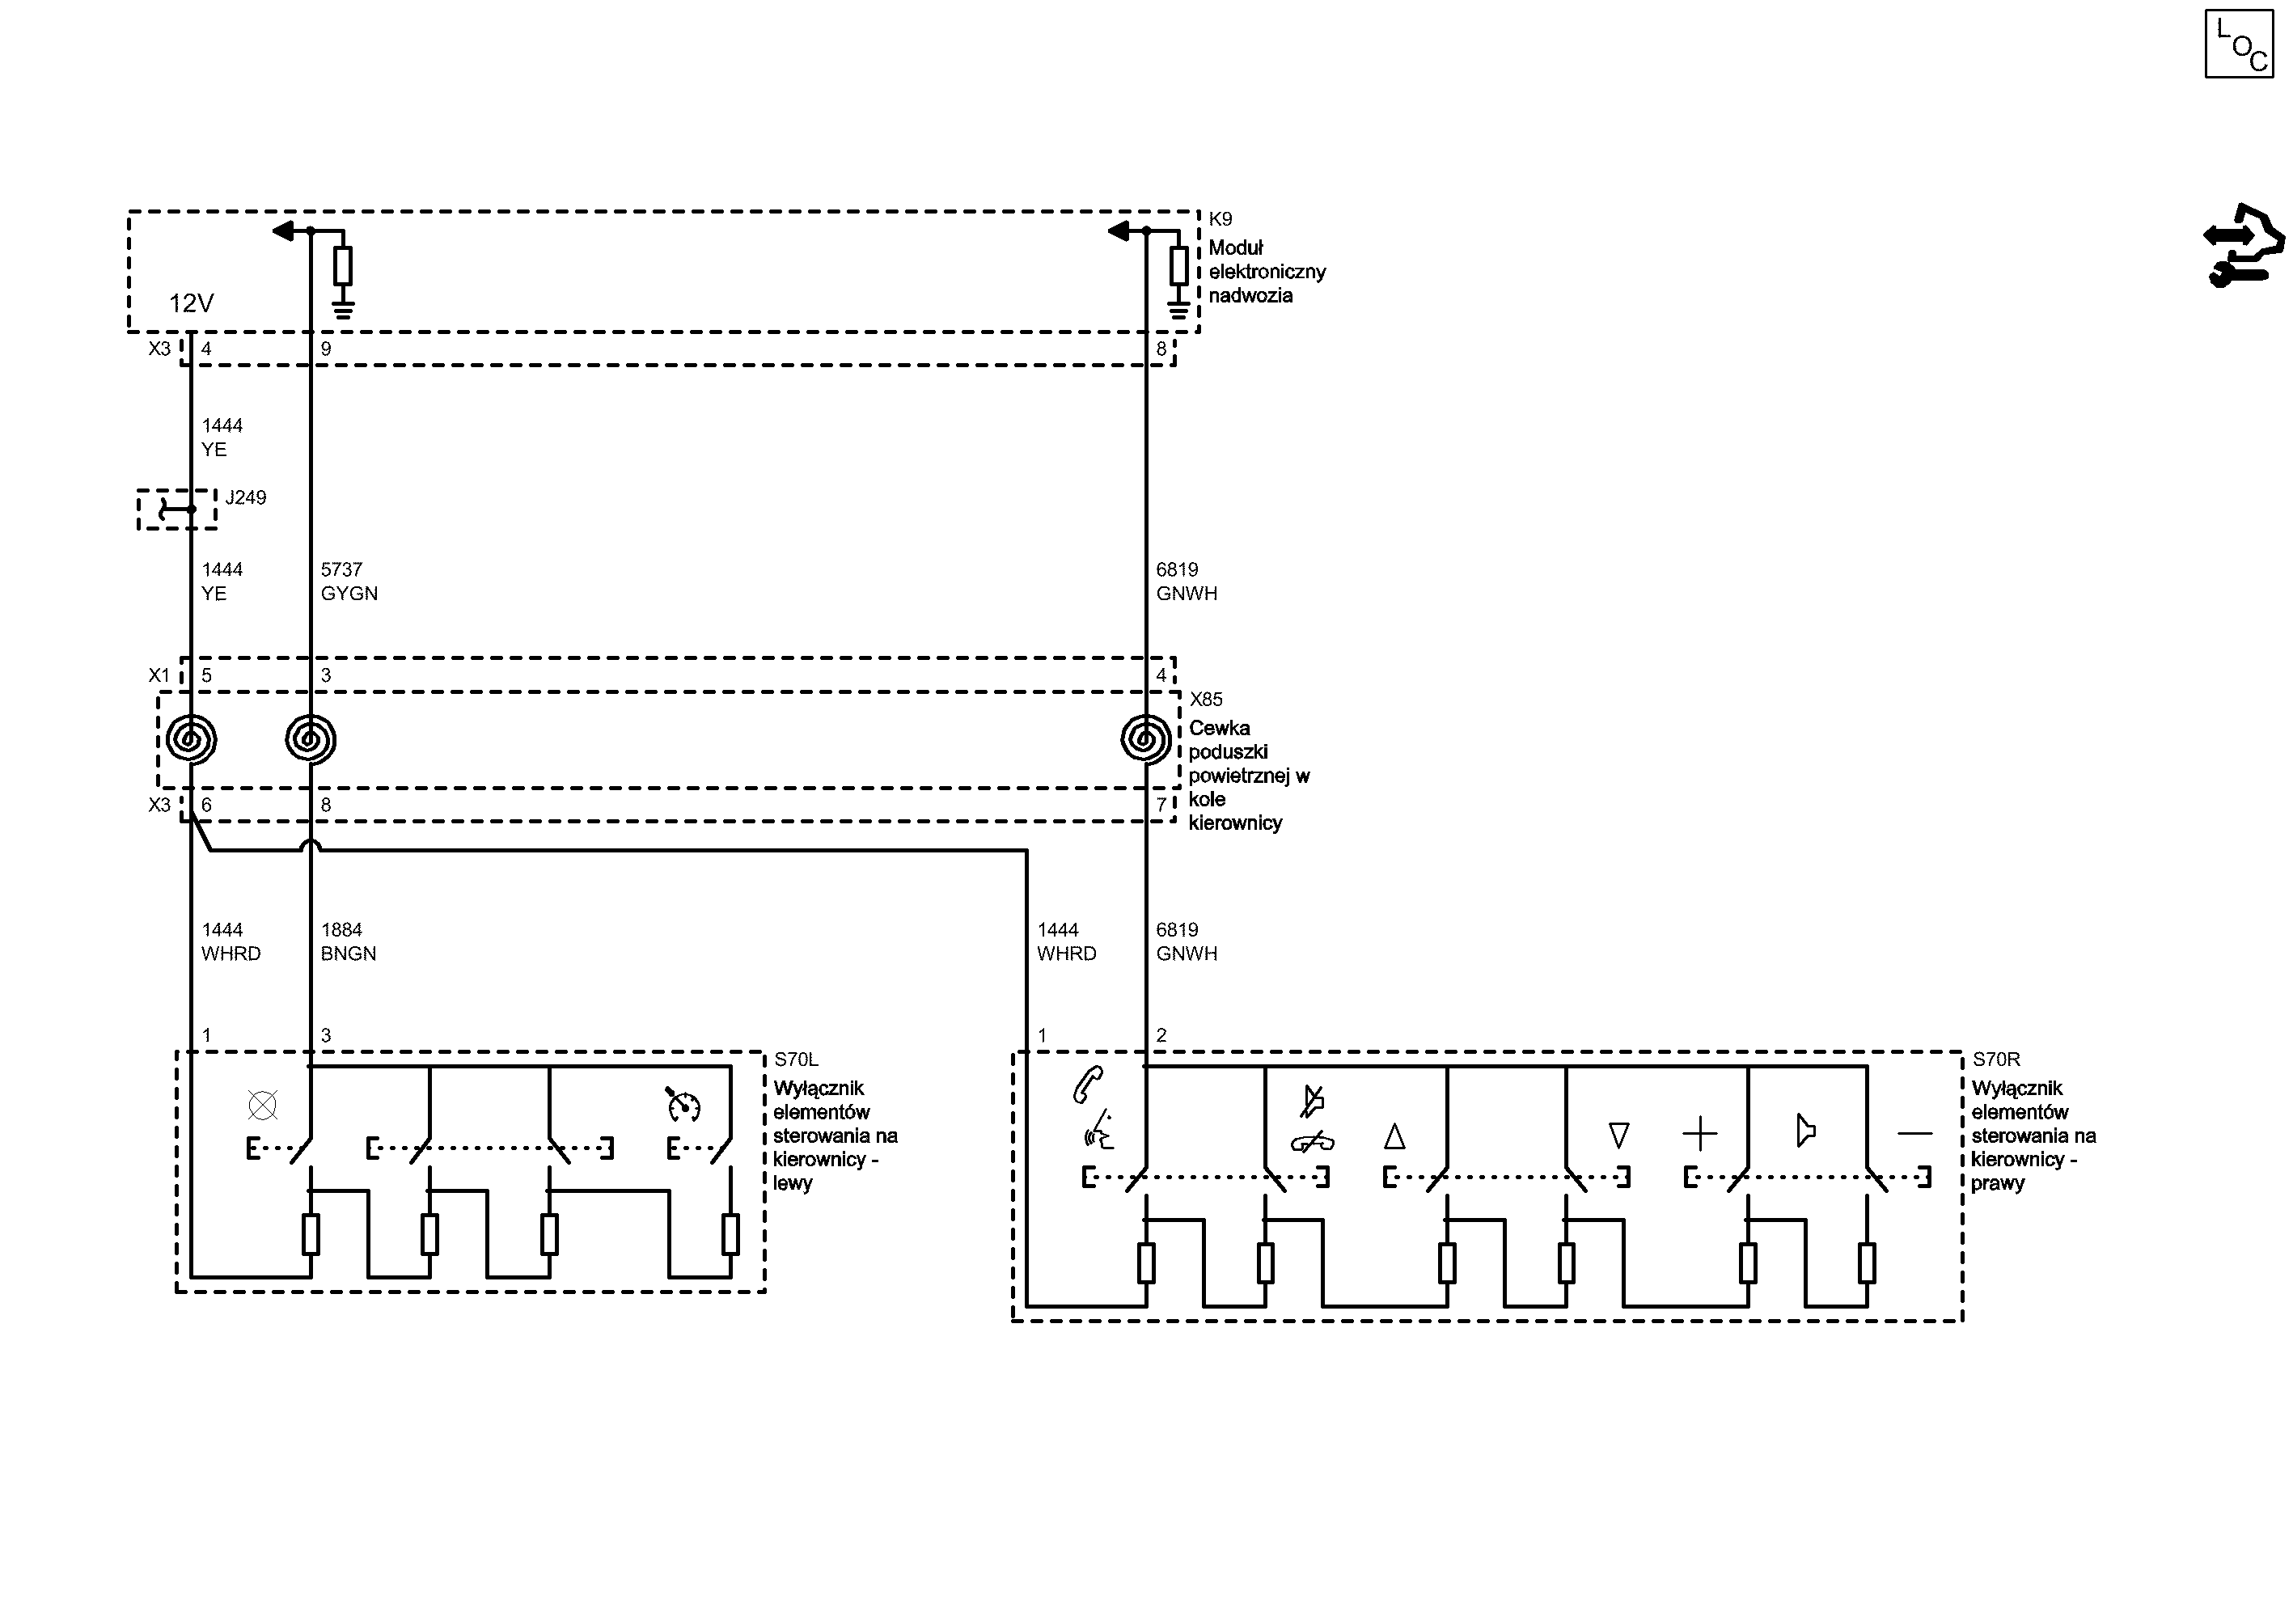 L
O
C
K9
Moduł
elektroniczny
nadwozia
12V
X3 4 9 8
1444
YE
J249
1444 5737 6819
YE GYGN GNWH
X1 5 3 4
X85
Cewka
poduszki
powietrznej w
kole
kierownicy
X3 6 8 7
1444 1884 1444 6819
WHRD BNGN WHRD GNWH
1 3 1 2
S70L
Wyłącznik
elementów
sterowania na
kierownicy -
lewy
S70R
Wyłącznik
elementów
sterowania na
kierownicy -
prawy